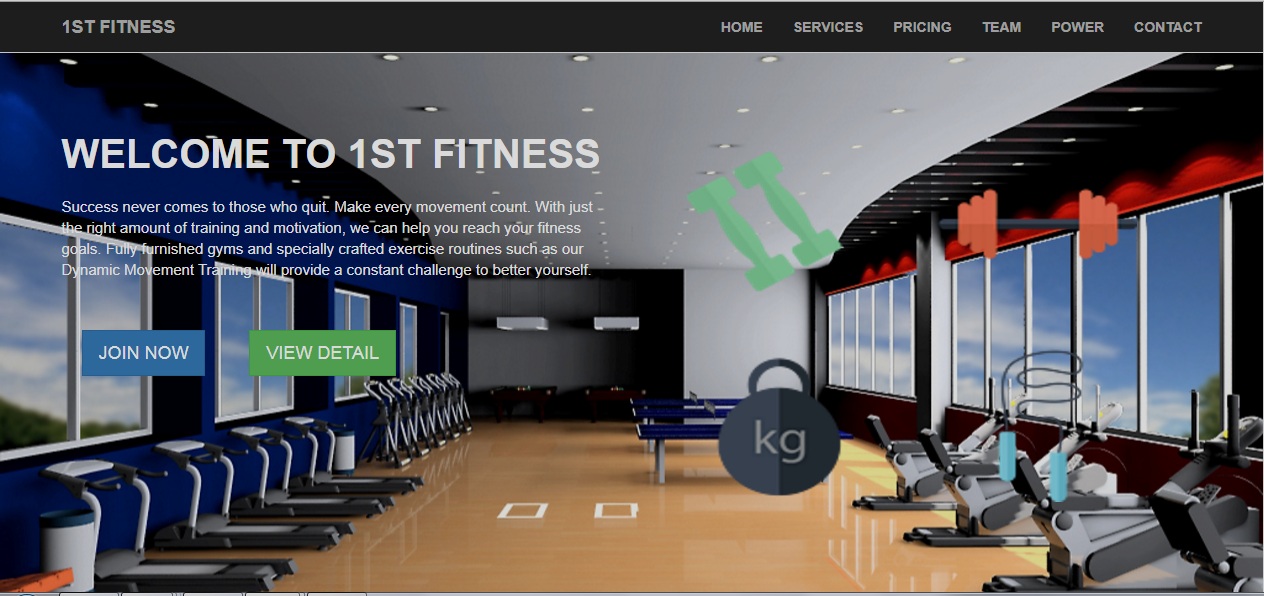 1ST FITNESS
HOME SERVICES PRICING TEAM POWER CONTACT
WELCOME TO 1ST FITNESS
Success never comes to those who quit. Make every movement count. With just
the right amount of training and motivation, we can help you reach your fitness
goals. Fully furnished gyms and specially crafted exercise routines such as our
Dynamic Movement Training will provide a constant challenge to better yourself.
JOIN NOW
VIEW DETAIL
kg